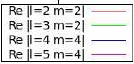 Re |l=2 m=2|
Re |l=3 m=2|
Re |l=4 m=4|
Re |l=5 m=4|